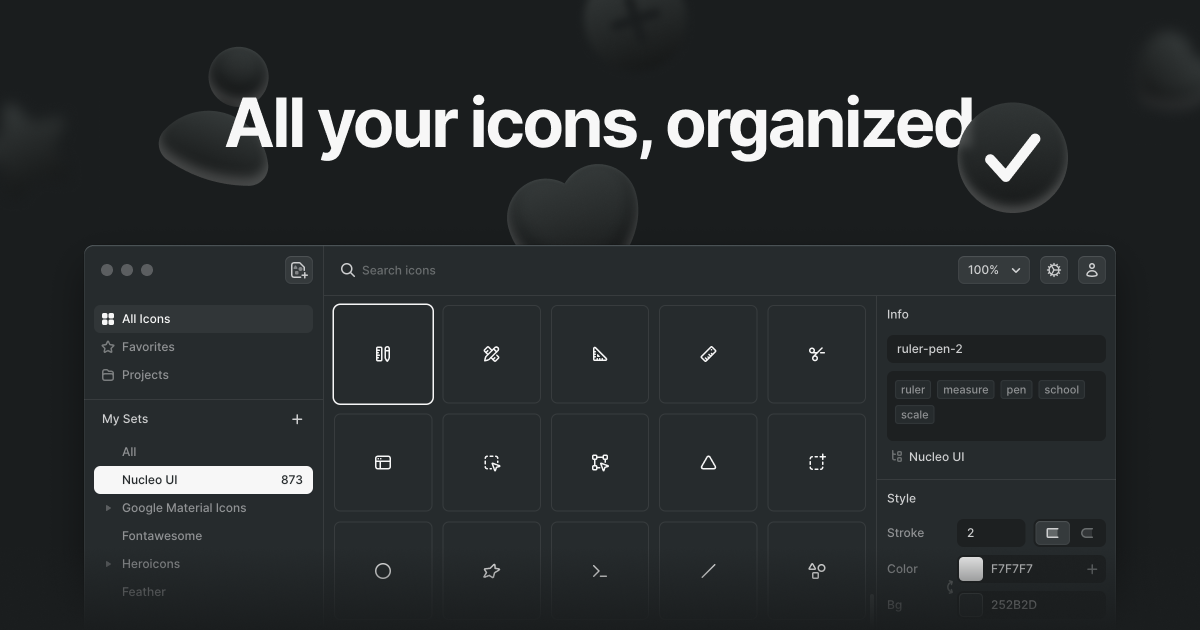 All your icons, organized
Search icons
100%
All Icons
Favorites
Projects
My Sets
All
Nucleo UI 873
Google Material Icons
Fontawesome
Heroicons
Feather
Info
ruler-pen-2
ruler measure pen school
scale
Nucleo UI
Style
Stroke 2
Color F7F7F7
Bg 252B2D